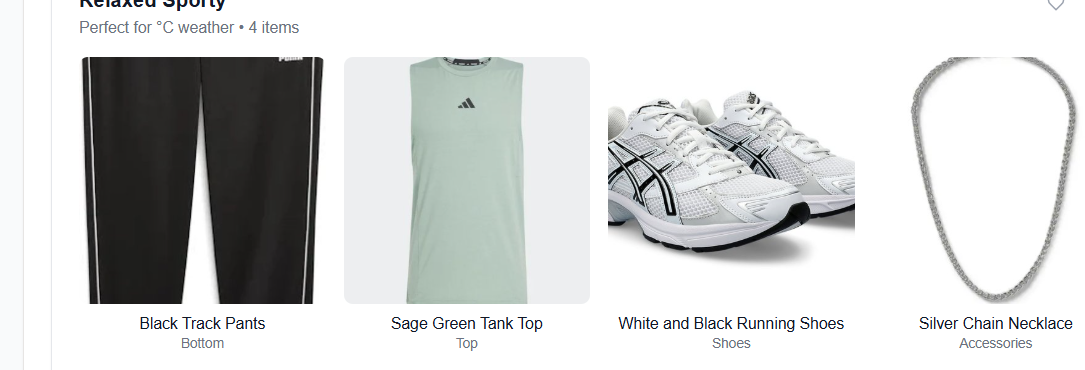 Relaxed Sporty
Perfect for °C weather • 4 items
PUMA
Black Track Pants
Bottom
Sage Green Tank Top
Top
White and Black Running Shoes
Shoes
Silver Chain Necklace
Accessories